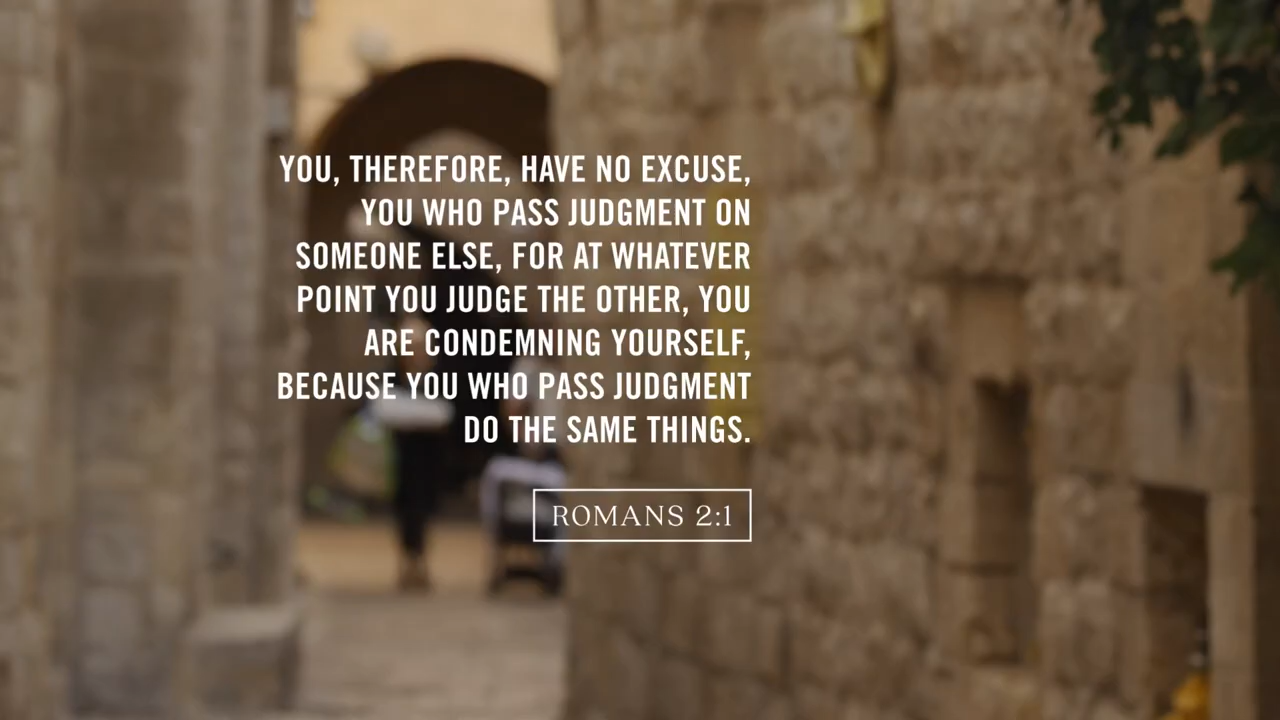 YOU, THEREFORE, HAVE NO EXCUSE,
YOU WHO PASS JUDGMENT ON
SOMEONE ELSE, FOR AT WHATEVER
POINT YOU JUDGE THE OTHER, YOU
ARE CONDEMNING YOURSELF,
BECAUSE YOU WHO PASS JUDGMENT
DO THE SAME THINGS.
ROMANS 2:1